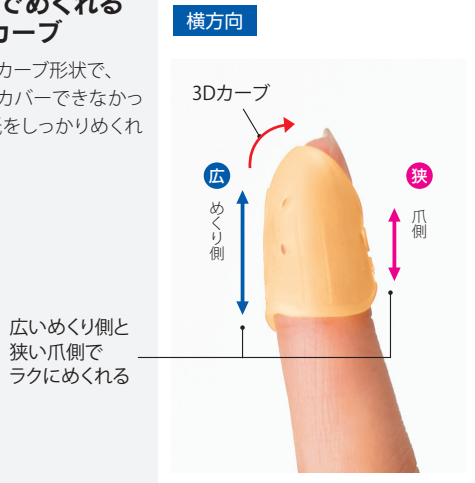 でめくれる
カーブ
カーブ形状で、
カバーできなかっ
をしっかりめくれ
横方向
3Dカーブ
広
めくり側
狭
爪側
広いめくり側と
狭い爪側で
ラクにめくれる